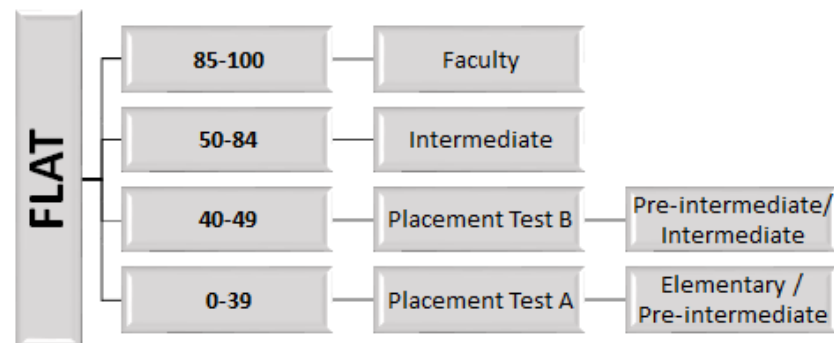 FLAT
85-100
Faculty
50-84
Intermediate
40-49
Placement Test B
Pre-intermediate/
Intermediate
0-39
Placement Test A
Elementary /
Pre-intermediate